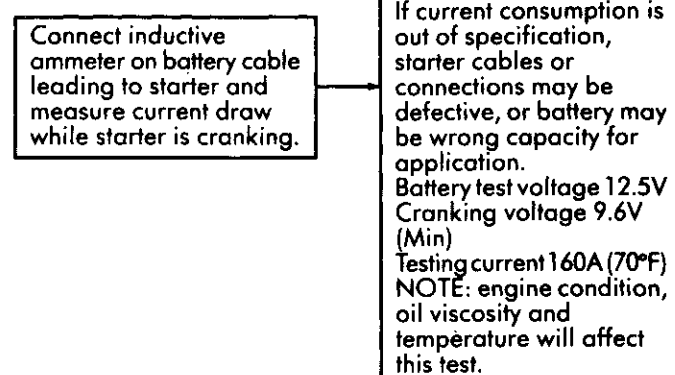 Connect inductive
ammeter on battery cable
leading to starter and
measure current draw
while starter is cranking.
If current consumption is
out of specification,
starter cables or
connections may be
defective, or battery may
be wrong capacity for
application.
Battery test voltage 12.5V
Cranking voltage 9.6V
(Min)
Testing current 160A (70°F)
NOTE: engine condition,
oil viscosity and
temperature will affect
this test.